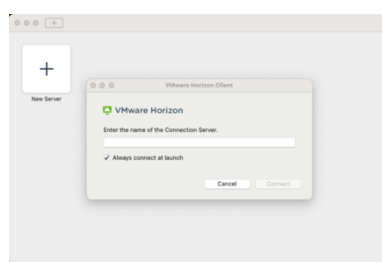 New Server
VMware Horizon Client
VMware Horizon
Enter the name of the Connection Server.
Always connect at launch
Cancel
Connect